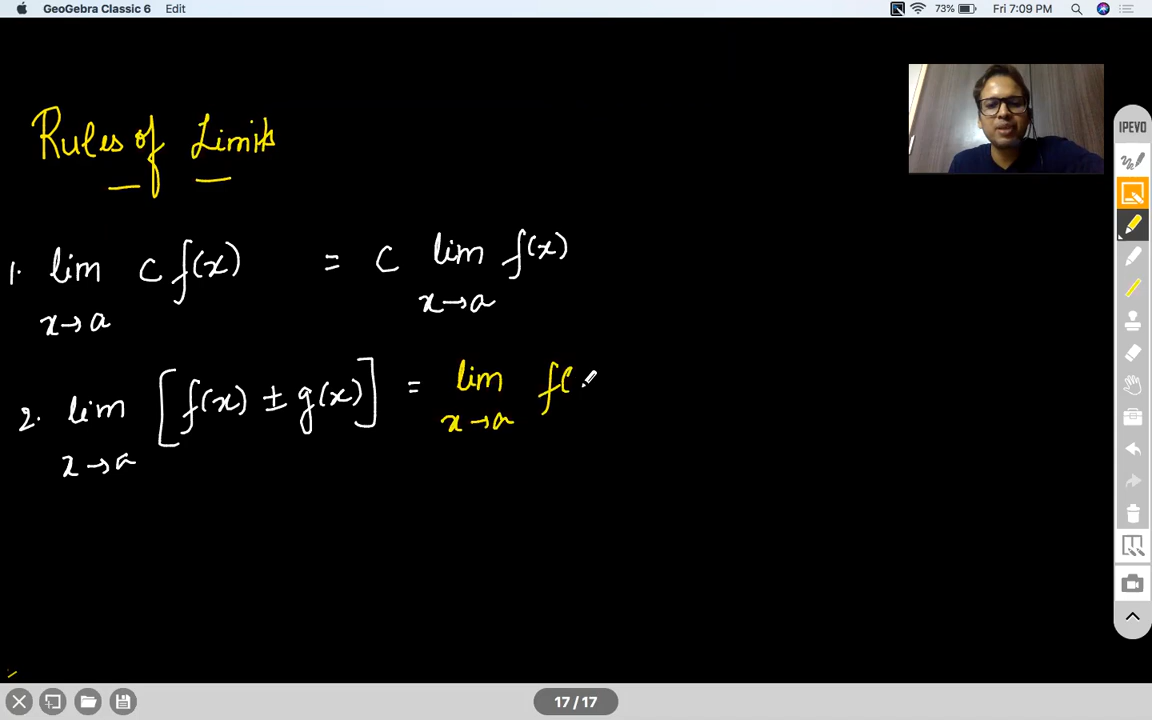 GeoGebra Classic 6 Edit 73% Fri 7:09 PM
IPEVO
Rules of Limits
1. lim c f(x) = c lim f(x)
x→a x→a
2. lim [f(x) ± g(x)] = lim f(
x→a x→a
17 / 17